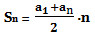 Sₙ = a₁+aₙ/2 ·n